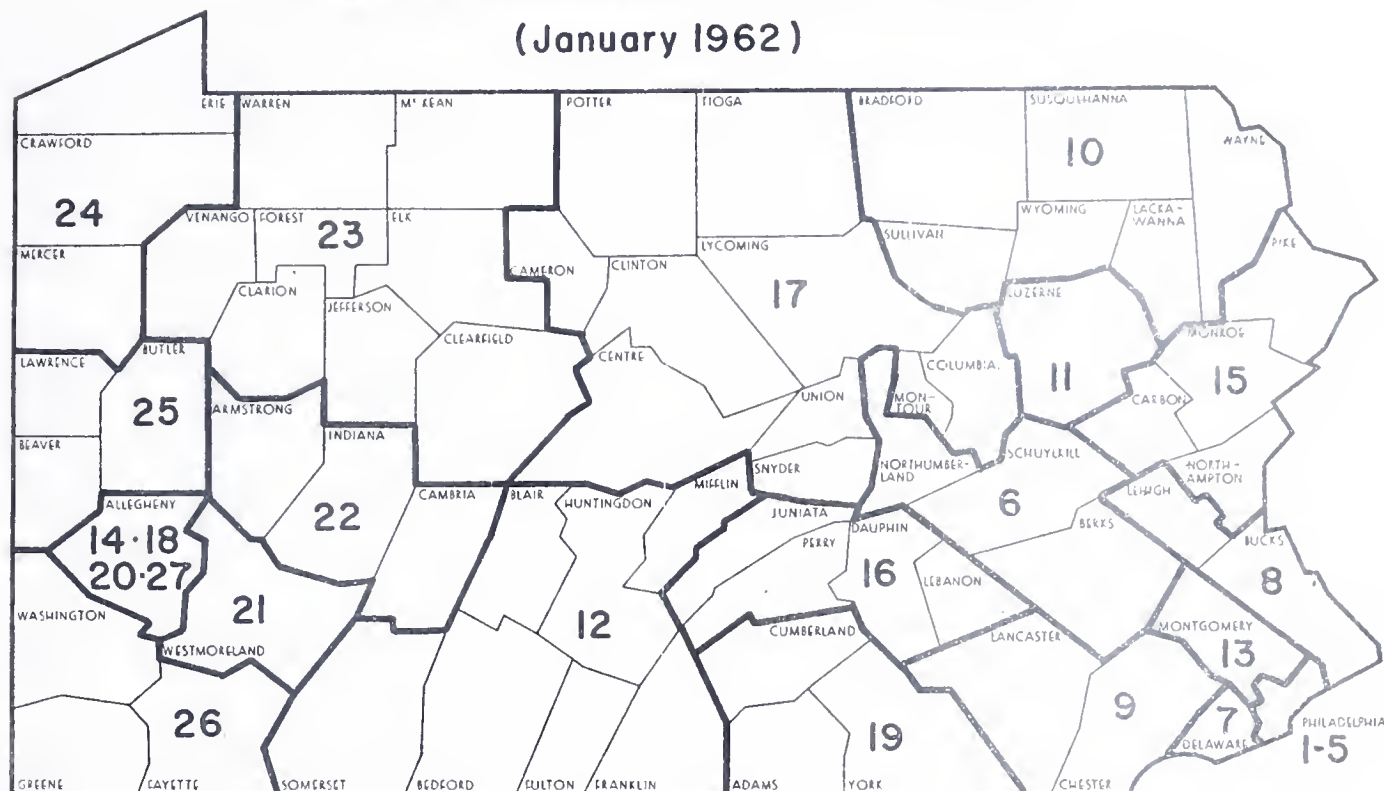 (January 1962)
ERIE
WARREN
McKEAN
POTTER
TIOGA
BRADFORD
SUSQUEHANNA
10
WAYNE
CRAWFORD
24
VENANGO
FOREST
23
ELK
WYOMING
LACKA-
WANNA
MERCER
CAMERON
CLINTON
LYCOMING
SULLIVAN
PIKE
CLARION
JEFFERSON
17
LUZERNE
CLEARFIELD
CENTRE
COLUMBIA
11
MONROE
15
LAWRENCE
BUTLER
25
ARMSTRONG
UNION
MON-
TOUR
CARBON
BEAVER
INDIANA
22
SNYDER
NORTHUMBER-
LAND
SCHUYLKILL
6
NORTH-
AMPTON
ALLEGHENY
14·18
20·27
CAMBRIA
BLAIR
HUNTINGDON
MIFFLIN
JUNIATA
LEHIGH
BERKS
PERRY
DAUPHIN
16
LEBANON
BUCKS
8
WASHINGTON
21
WESTMORELAND
12
CUMBERLAND
LANCASTER
MONTGOMERY
13
26
19
9
7
DELAWARE
PHILADELPHIA
1-5
GREENE
FAYETTE
SOMERSET
BEDFORD
FULTON
FRANKLIN
ADAMS
YORK
CHESTER